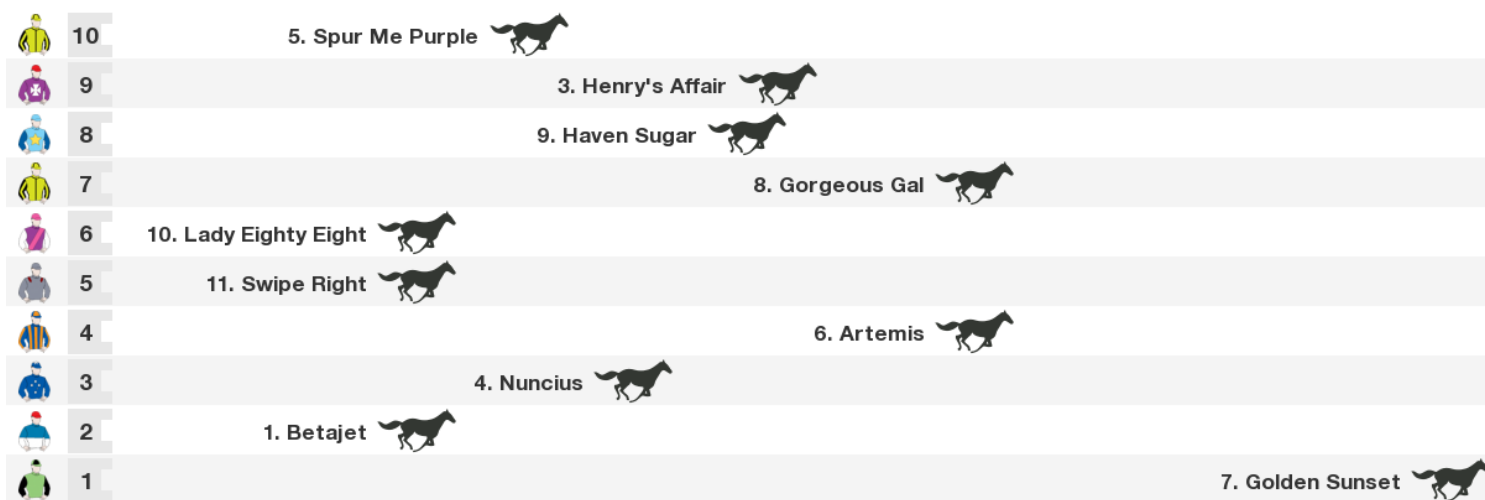 10 5. Spur Me Purple
9 3. Henry's Affair
8 9. Haven Sugar
7 8. Gorgeous Gal
6 10. Lady Eighty Eight
5 11. Swipe Right
4 6. Artemis
3 4. Nuncius
2 1. Betajet
1 7. Golden Sunset